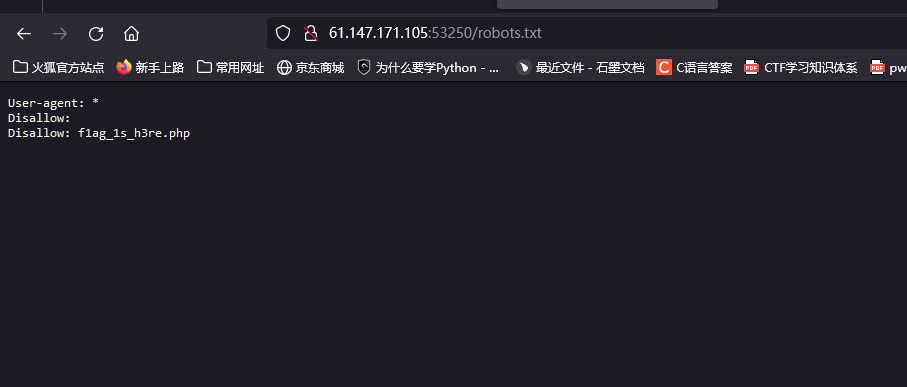 61.147.171.105:53250/robots.txt
火狐官方站点 新手上路 常用网址 京东商城 为什么要学Python - ... 最近文件 - 石墨文档 C语言答案 CTF学习知识体系 pw
User-agent: *
Disallow:
Disallow: f1ag_1s_h3re.php